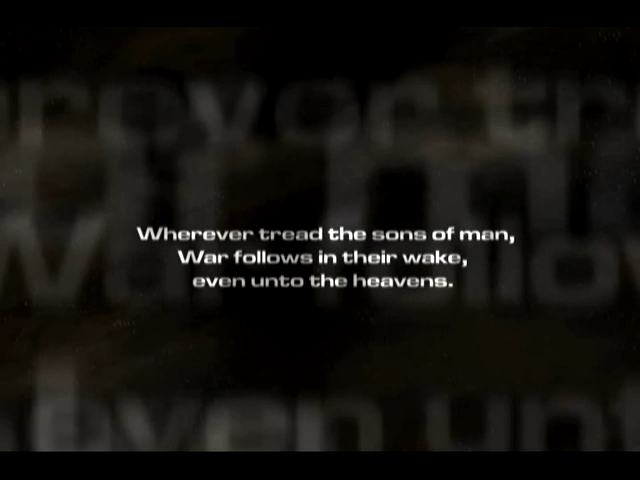 Wherever tread the sons of man,
War follows in their wake,
even unto the heavens.